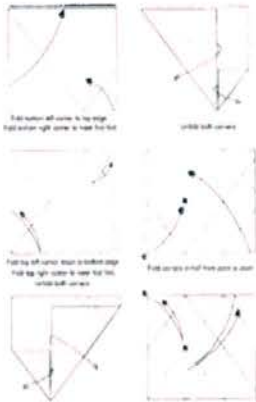 Fold bottom left corner to top edge
Fold bottom right corner to meet first fold
Unfold both corners
Fold top left corner down to bottom edge
Fold top right corner to meet first fold
Unfold both corners
Fold corners in half from point to point